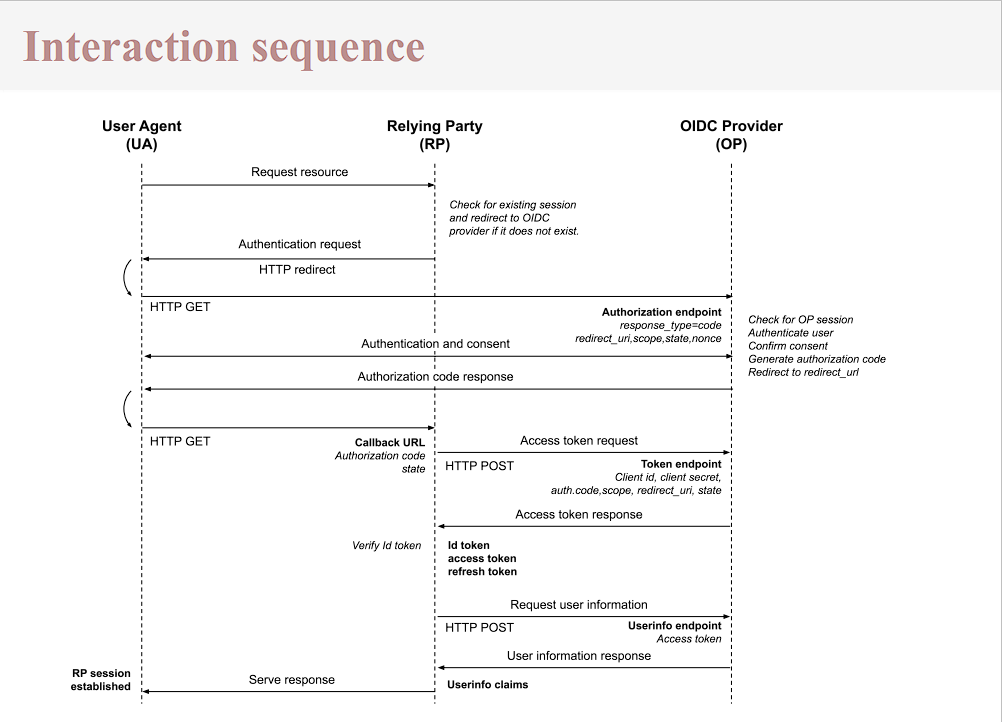 Interaction sequence
User Agent
(UA)
Relying Party
(RP)
OIDC Provider
(OP)
Request resource
Check for existing session
and redirect to OIDC
provider if it does not exist.
Authentication request
HTTP redirect
HTTP GET
Authorization endpoint
response_type=code
redirect_uri,scope,state,nonce
Check for OP session
Authenticate user
Confirm consent
Generate authorization code
Redirect to redirect_url
Authentication and consent
Authorization code response
HTTP GET
Callback URL
Authorization code
state
Access token request
HTTP POST
Token endpoint
Client id, client secret,
auth.code,scope, redirect_uri, state
Access token response
Verify Id token
Id token
access token
refresh token
Request user information
HTTP POST
Userinfo endpoint
Access token
User information response
RP session
established
Serve response
Userinfo claims